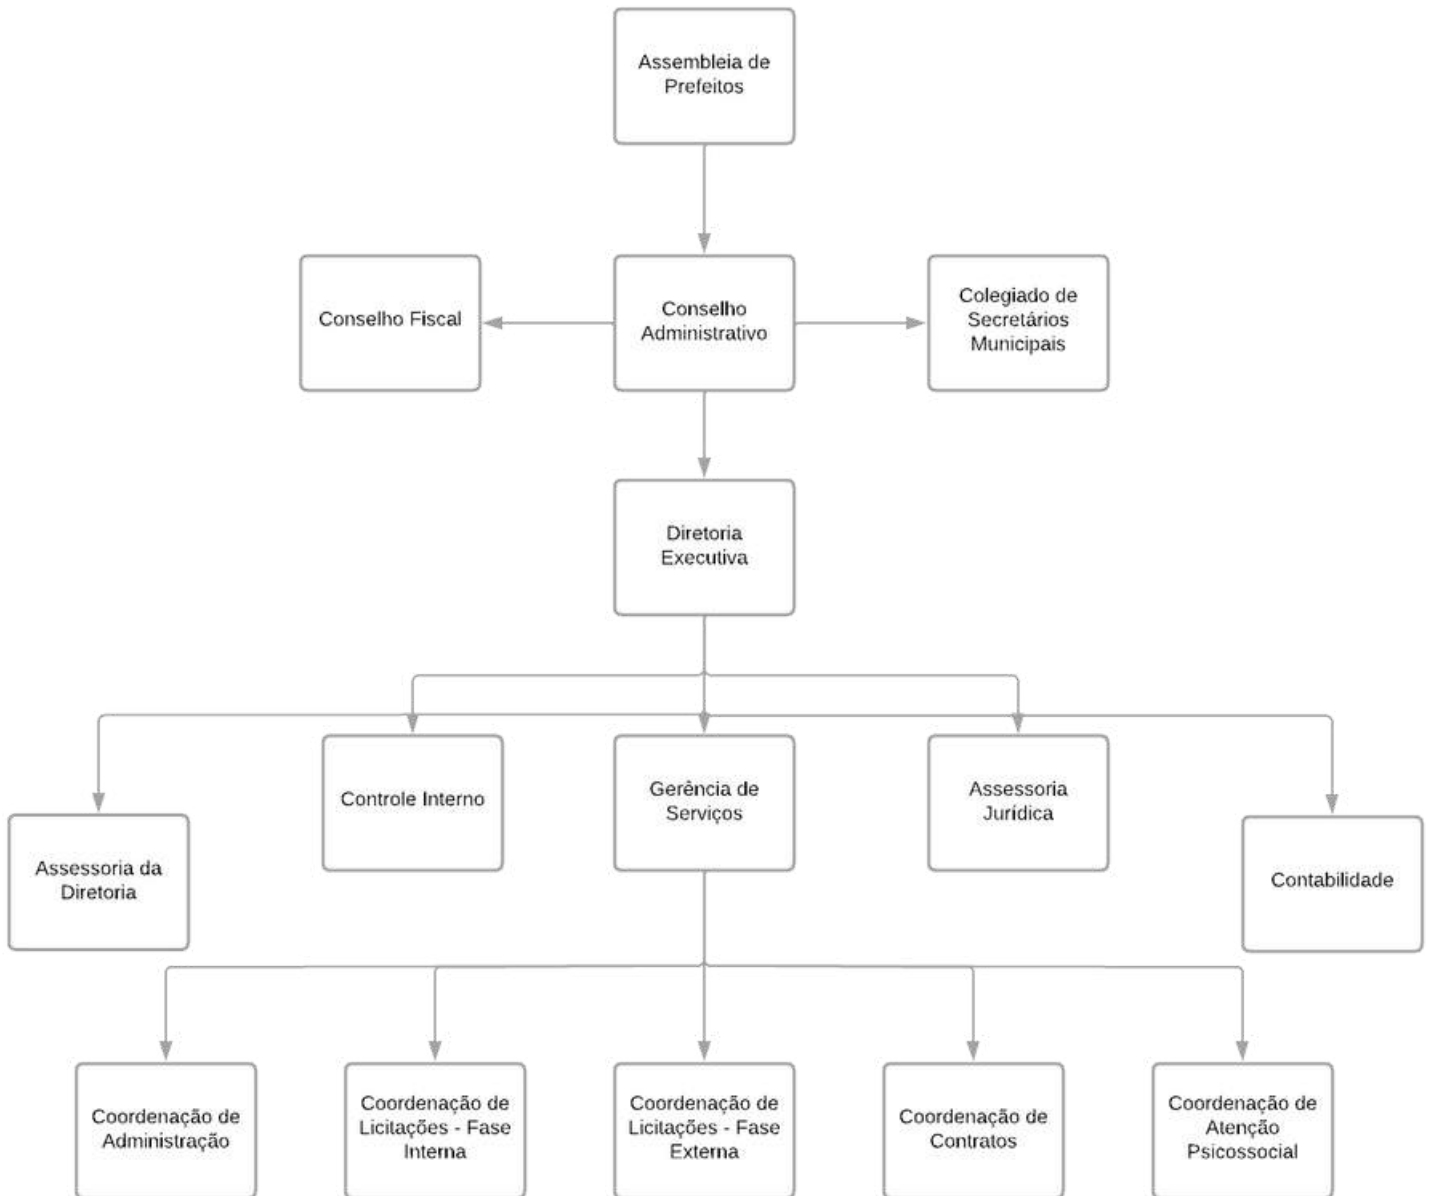 Assembleia de
Prefeitos
Conselho Fiscal
Conselho
Administrativo
Colegiado de
Secretários
Municipais
Diretoria
Executiva
Assessoria da
Diretoria
Controle Interno
Gerência de
Serviços
Assessoria
Jurídica
Contabilidade
Coordenação de
Administração
Coordenação de
Licitações - Fase
Interna
Coordenação de
Licitações - Fase
Externa
Coordenação de
Contratos
Coordenação de
Atenção
Psicossocial